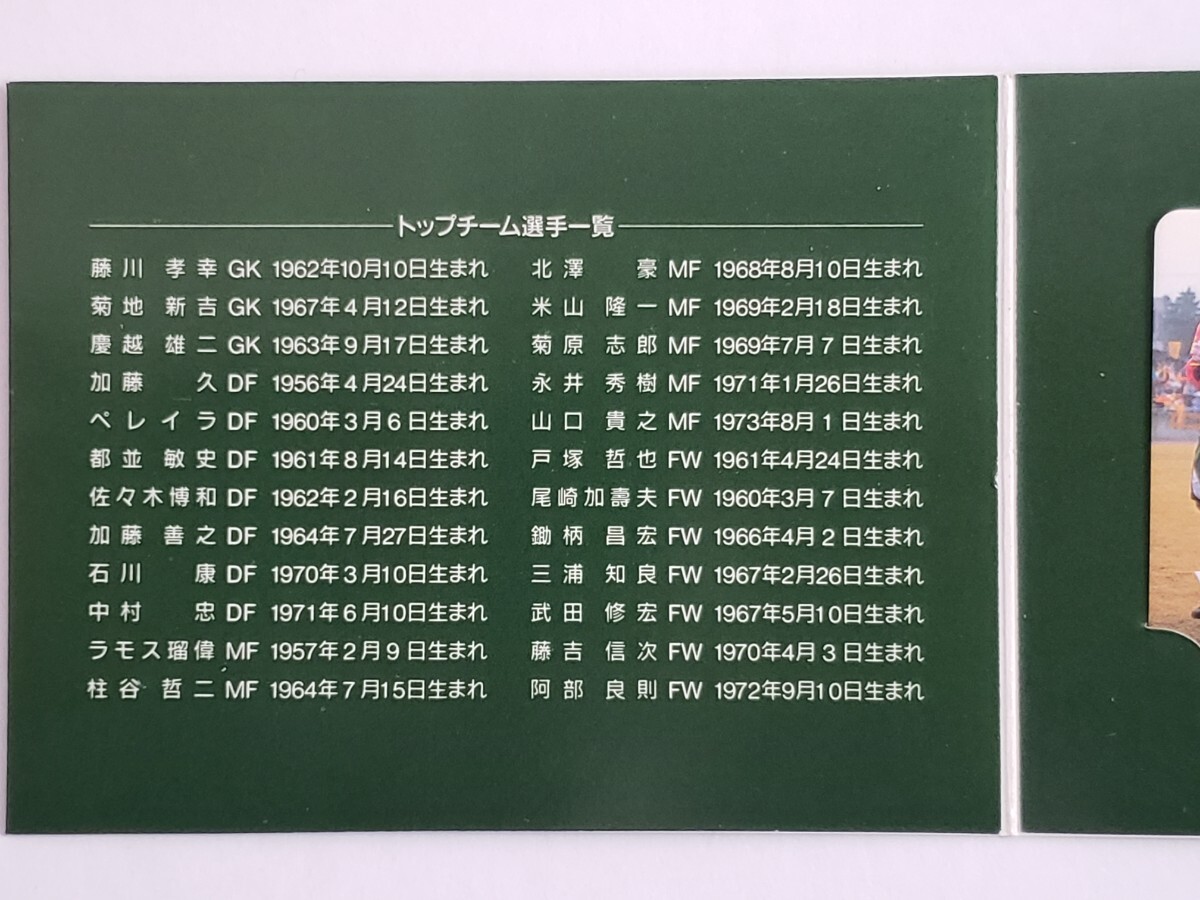 トップチーム選手一覧
藤川 孝幸 GK 1962年10月10日生まれ
菊地 新吉 GK 1967年4月12日生まれ
慶越 雄二 GK 1963年9月17日生まれ
加藤 久 DF 1956年4月24日生まれ
ペレイラ DF 1960年3月6日生まれ
都並 敏史 DF 1961年8月14日生まれ
佐々木博和 DF 1962年2月16日生まれ
加藤 善之 DF 1964年7月27日生まれ
石川 康 DF 1970年3月10日生まれ
中村 忠 DF 1971年6月10日生まれ
ラモス瑠偉 MF 1957年2月9日生まれ
柱谷 哲二 MF 1964年7月15日生まれ
北澤 豪 MF 1968年8月10日生まれ
米山 隆一 MF 1969年2月18日生まれ
菊原 志郎 MF 1969年7月7日生まれ
永井 秀樹 MF 1971年1月26日生まれ
山口 貴之 MF 1973年8月1日生まれ
戸塚 哲也 FW 1961年4月24日生まれ
尾崎加壽夫 FW 1960年3月7日生まれ
鋤柄 昌宏 FW 1966年4月2日生まれ
三浦 知良 FW 1967年2月26日生まれ
武田 修宏 FW 1967年5月10日生まれ
藤吉 信次 FW 1970年4月3日生まれ
阿部 良則 FW 1972年9月10日生まれ